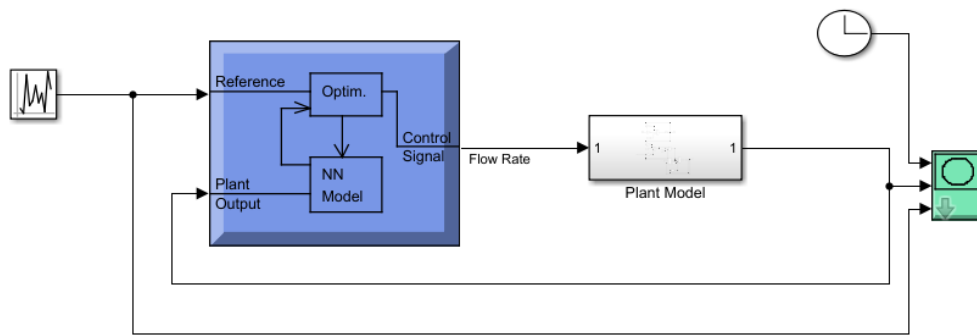 Reference
Optim.
Control
Signal
Flow Rate
1
1
Plant Model
NN
Model
Plant
Output